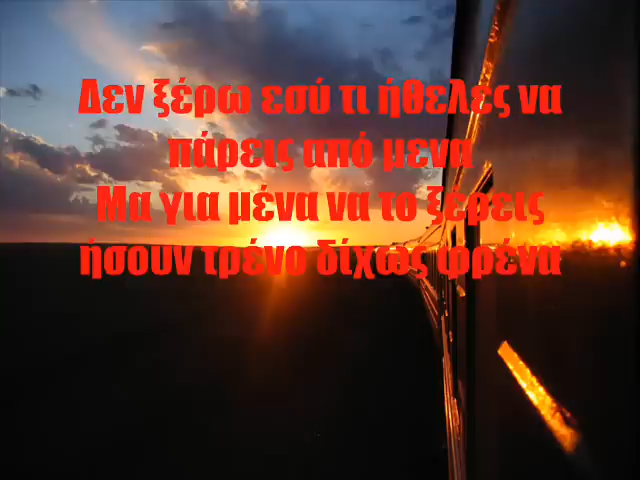 Δεν ξέρω εσύ τι ήθελες να
πάρεις από μενα
Μα για μένα να το ξέρεις
ήσουν τρένο δίχως φρένα